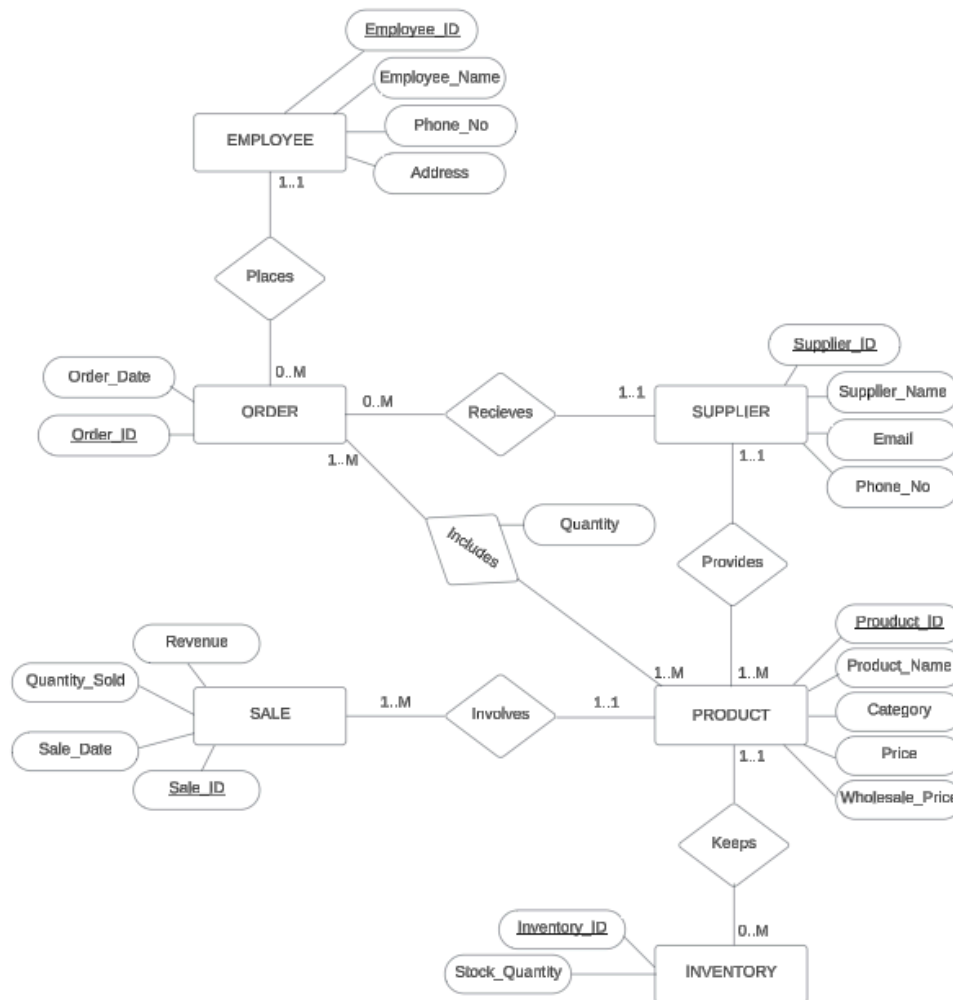 Employee_ID
Employee_Name
EMPLOYEE
Phone_No
Address
1..1
Places
0..M
Order_Date
ORDER
Order_ID
0..M
Recieves
1..1
Supplier_ID
SUPPLIER
Supplier_Name
Email
Phone_No
1..M
1..1
Includes
Quantity
Provides
Revenue
Quantity_Sold
SALE
Sale_Date
Sale_ID
1..M
Involves
1..1
1..M
1..M
Prouduct_ID
Product_Name
PRODUCT
Category
Price
Wholesale_Price
1..1
Keeps
0..M
Inventory_ID
Stock_Quantity
INVENTORY